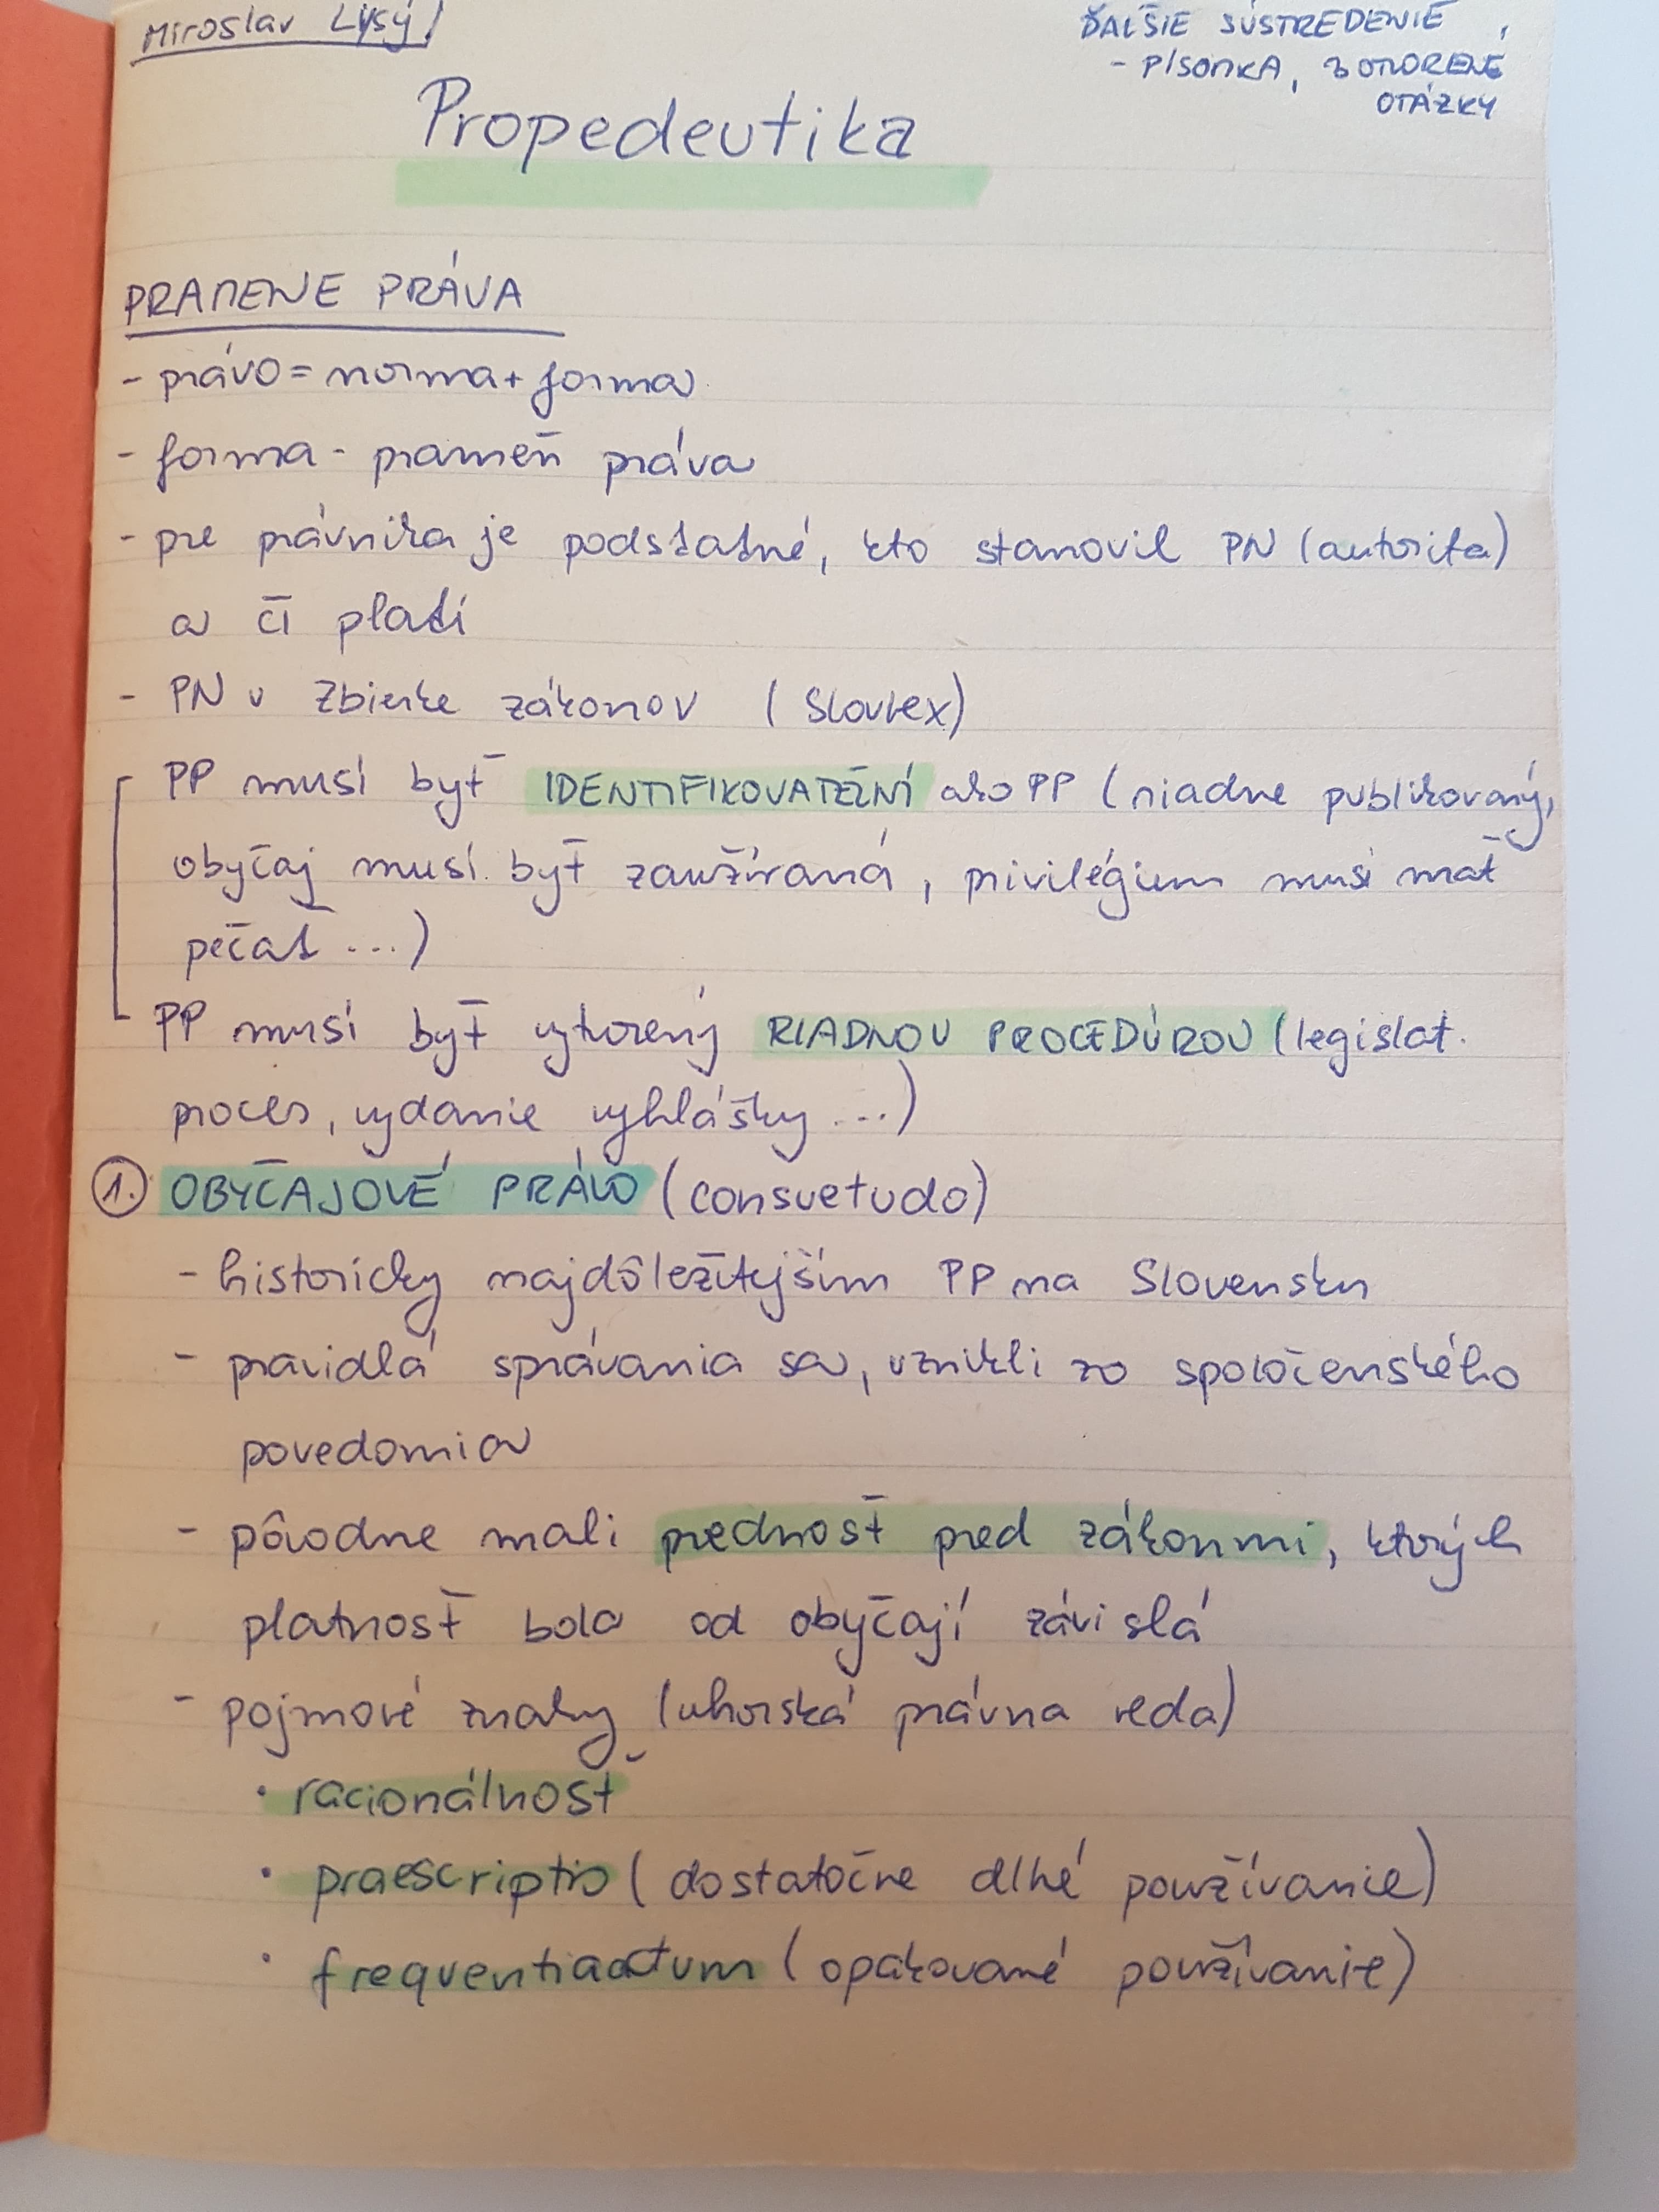 Miroslav Lysý
ĎALŠIE SÚSTREDENIE
- PÍSOMKA, 3 OTVORENÉ
OTÁZKY
Propedeutika
PRAMENE PRÁVA
- právo = norma + forma
- forma - prameň práva
- pre právnika je podstatné, kto stanovil PN (autorita)
a či platí
- PN v Zbierke zákonov (Slovlex)
PP musí byť IDENTIFIKOVATEĽNÝ ako PP (riadne publikovaný,
obyčaj musí byť zaužívaná, privilégium musí mať
pečať ...)
PP musí byť vytvorený RIADNOU PROCEDÚROU (legislat.
proces, vydanie vyhlášky ...)
1. OBYČAJOVÉ PRÁVO (consvetudo)
- historicky najdôležitejším PP na Slovensku
- pravidlá správania sa, vznikli zo spoločenského
povedomia
- pôvodne mali prednosť pred zákonmi, ktorých
platnosť bola od obyčají závislá
- pojmové znaky (uhorská právna veda)
• racionálnosť
• praescriptio (dostatočne dlhé používanie)
• frequentia actum (opakované používanie)